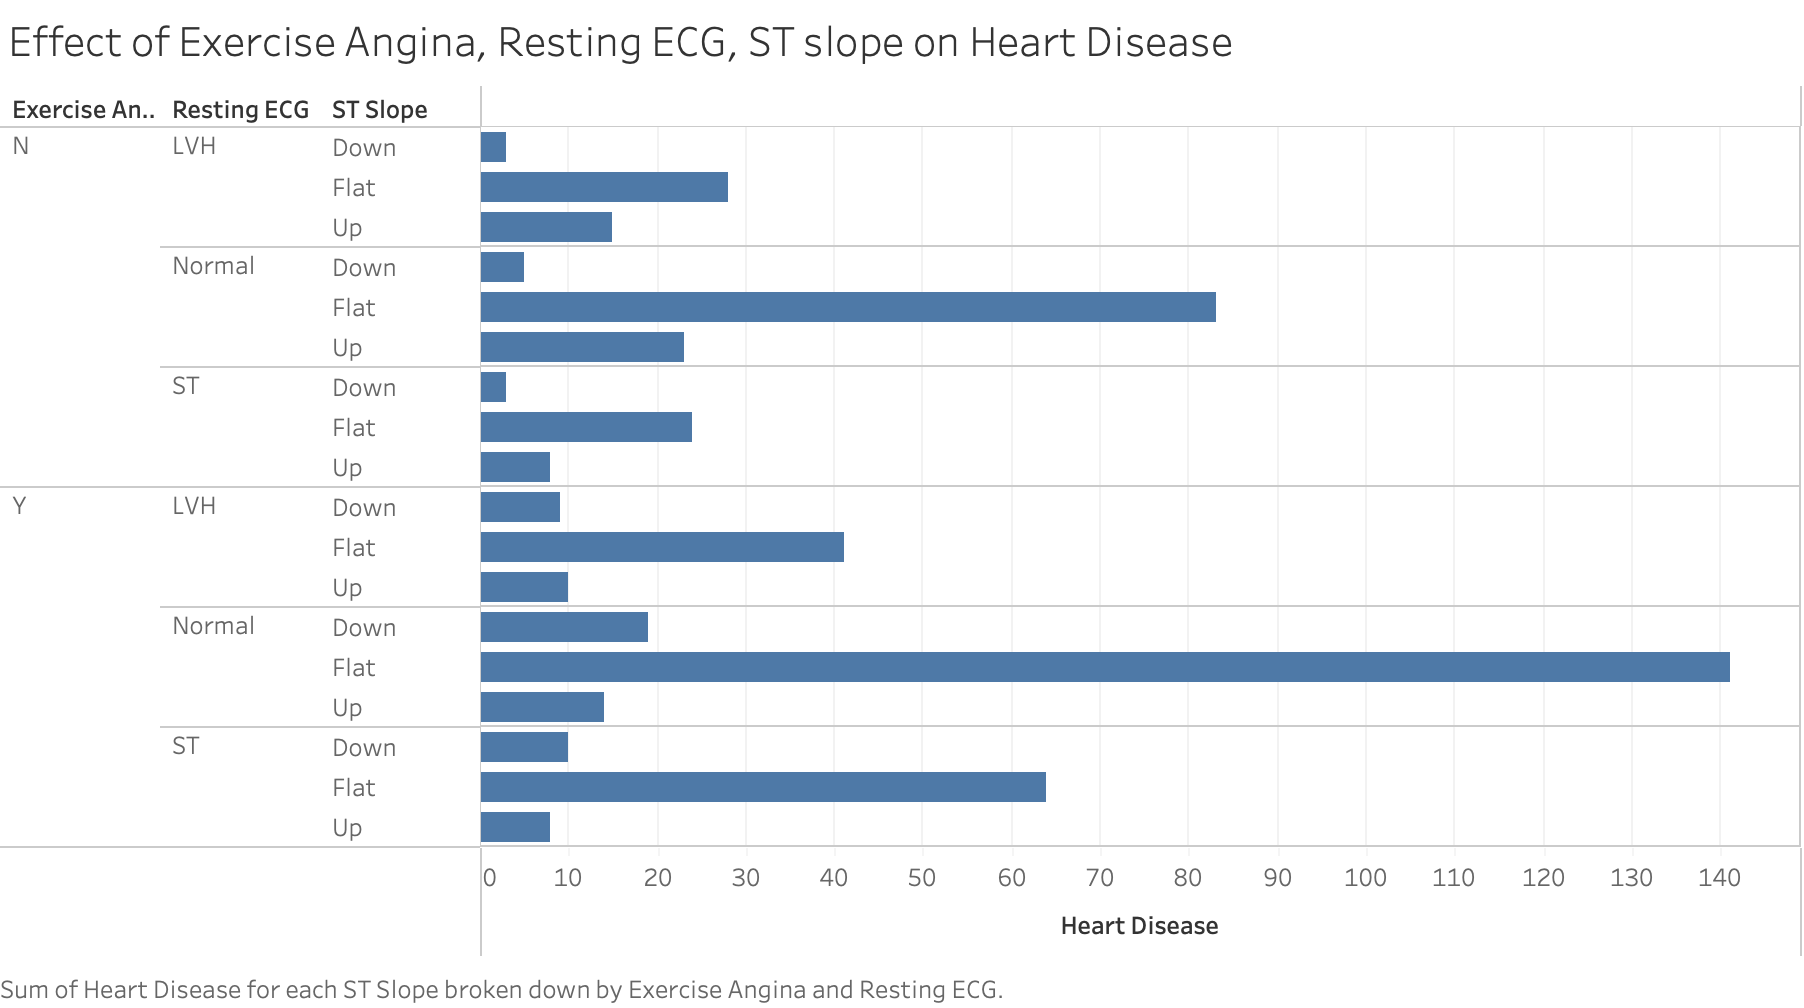 Effect of Exercise Angina, Resting ECG, ST slope on Heart Disease
Exercise An.. Resting ECG ST Slope
N LVH Down
Flat
Up
Normal Down
Flat
Up
ST Down
Flat
Up
Y LVH Down
Flat
Up
Normal Down
Flat
Up
ST Down
Flat
Up
0 10 20 30 40 50 60 70 80 90 100 110 120 130 140
Heart Disease
Sum of Heart Disease for each ST Slope broken down by Exercise Angina and Resting ECG.